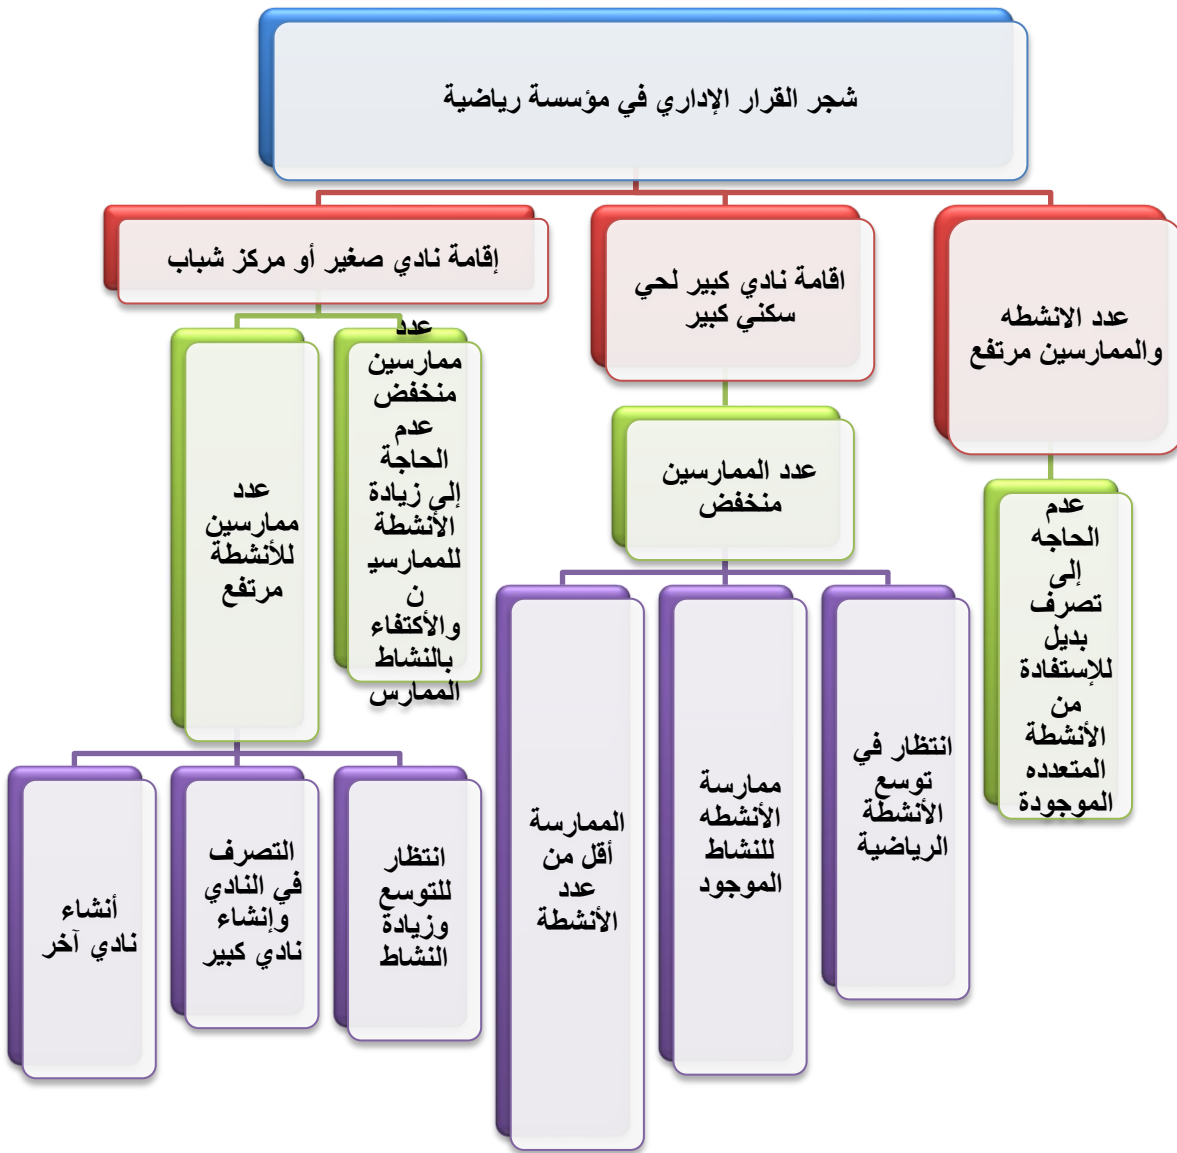 شجر القرار الإداري في مؤسسة رياضية
عدد الانشطه
والممارسين مرتفع
اقامة نادي كبير لحي
سكني كبير
إقامة نادي صغير أو مركز شباب
عدم
الحاجه
إلى
تصرف
بديل
للإستفادة
من
الأنشطة
المتعدده
الموجودة
عدد الممارسين
منخفض
عدد
ممارسين
منخفض
عدم
الحاجة
إلى زيادة
الأنشطة
للممارسي
ن
والأكتفاء
بالنشاط
الممارس
عدد
ممارسين
للأنشطة
مرتفع
انتظار في
توسع
الأنشطة
الرياضية
ممارسة
الأنشطه
للنشاط
الموجود
الممارسة
أقل من
عدد
الأنشطة
انتظار
للتوسع
وزيادة
النشاط
التصرف
في النادي
وإنشاء
نادي كبير
أنشاء
نادي آخر